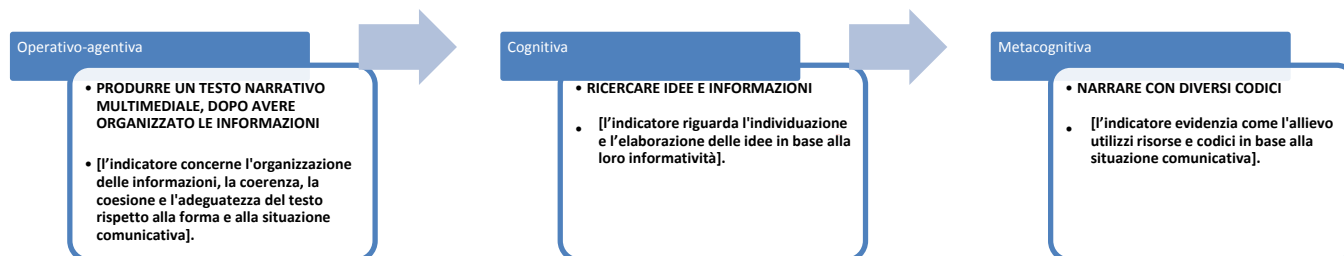 Operativo-agentiva
• PRODURRE UN TESTO NARRATIVO
MULTIMEDIALE, DOPO AVERE
ORGANIZZATO LE INFORMAZIONI
• [l’indicatore concerne l'organizzazione
delle informazioni, la coerenza, la
coesione e l'adeguatezza del testo
rispetto alla forma e alla situazione
comunicativa].
Cognitiva
• RICERCARE IDEE E INFORMAZIONI
• [l’indicatore riguarda l'individuazione
e l’elaborazione delle idee in base alla
loro informatività].
Metacognitiva
• NARRARE CON DIVERSI CODICI
• [l’indicatore evidenzia come l'allievo
utilizzi risorse e codici in base alla
situazione comunicativa].